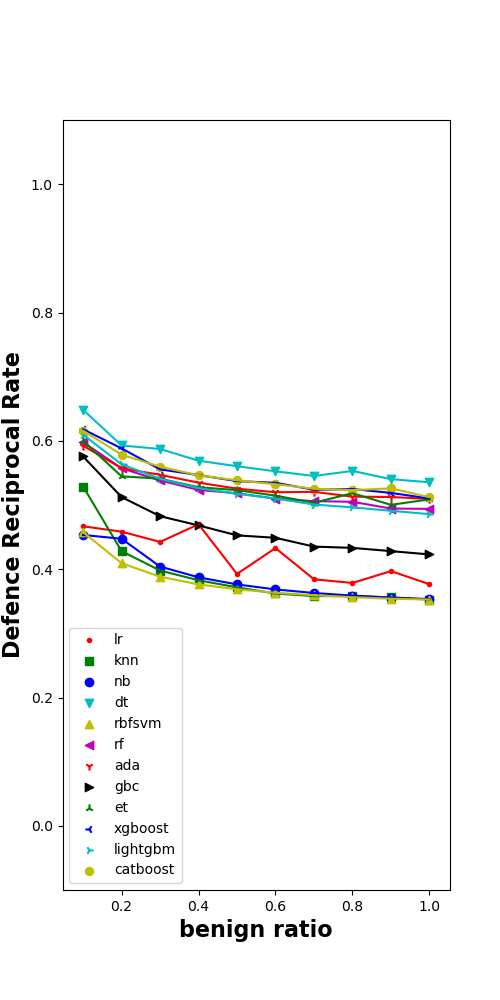 Defence Reciprocal Rate
1.0
0.8
0.6
0.4
0.2
0.0
lr
knn
nb
dt
rbfsvm
rf
ada
gbc
et
xgboost
lightgbm
catboost
0.2 0.4 0.6 0.8 1.0
benign ratio